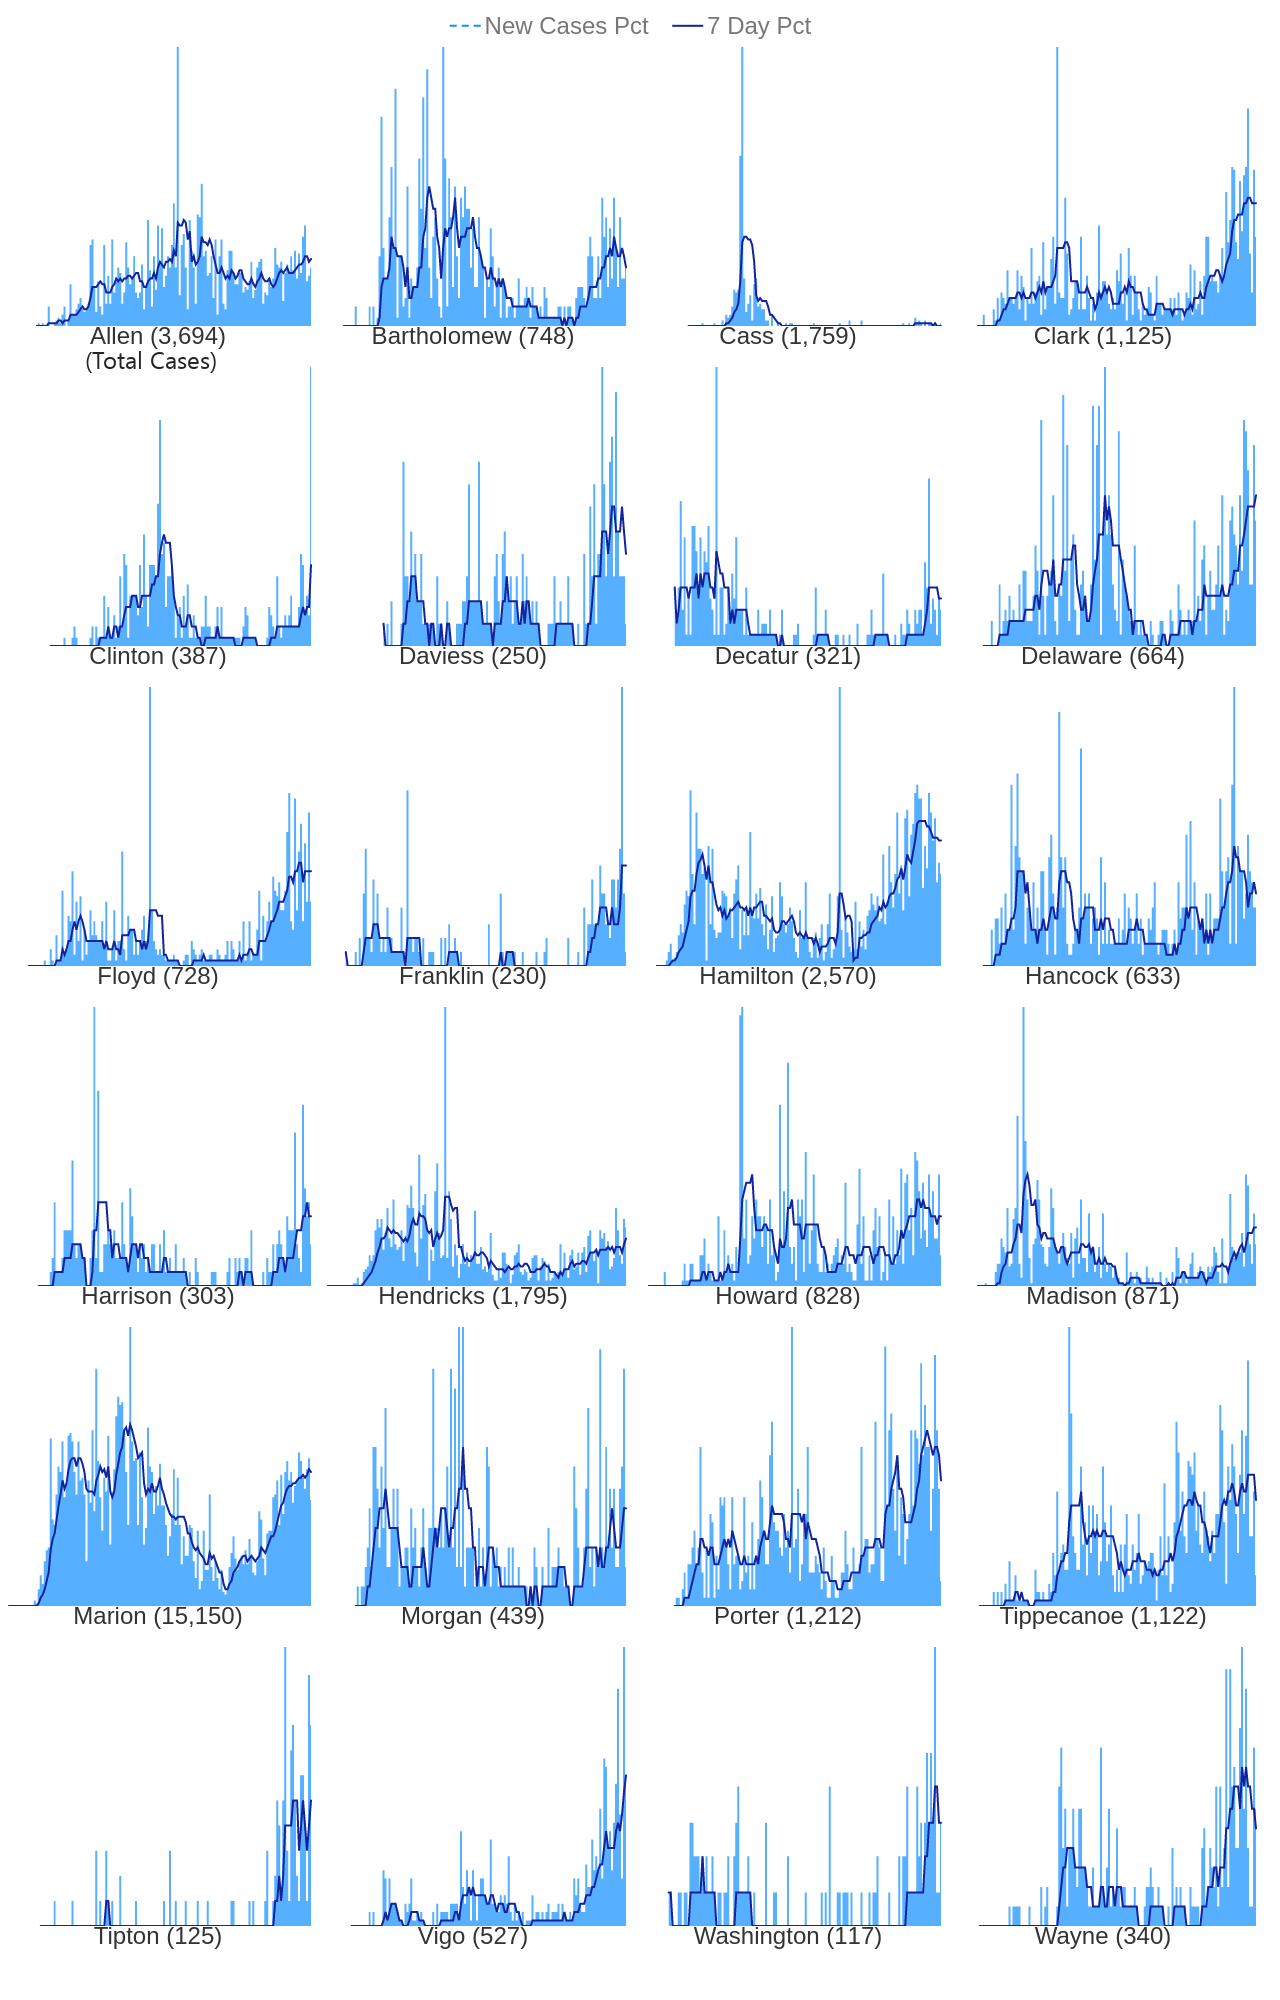 New Cases Pct 7 Day Pct
Allen (3,694) Bartholomew (748) Cass (1,759) Clark (1,125)
(Total Cases)
Clinton (387) Daviess (250) Decatur (321) Delaware (664)
Floyd (728) Franklin (230) Hamilton (2,570) Hancock (633)
Harrison (303) Hendricks (1,795) Howard (828) Madison (871)
Marion (15,150) Morgan (439) Porter (1,212) Tippecanoe (1,122)
Tipton (125) Vigo (527) Washington (117) Wayne (340)